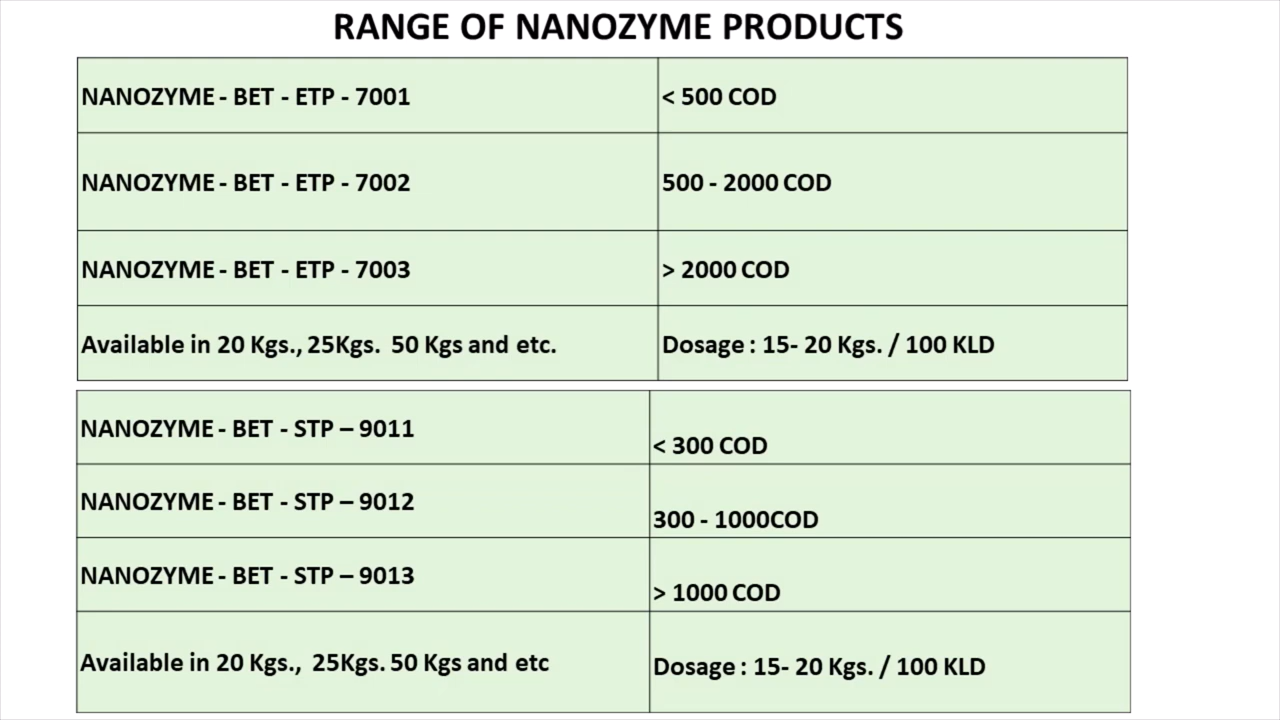 RANGE OF NANOZYME PRODUCTS
NANOZYME - BET - ETP - 7001
< 500 COD
NANOZYME - BET - ETP - 7002
500 - 2000 COD
NANOZYME - BET - ETP - 7003
> 2000 COD
Available in 20 Kgs., 25Kgs. 50 Kgs and etc.
Dosage : 15- 20 Kgs. / 100 KLD
NANOZYME - BET - STP – 9011
< 300 COD
NANOZYME - BET - STP – 9012
300 - 1000COD
NANOZYME - BET - STP – 9013
> 1000 COD
Available in 20 Kgs., 25Kgs. 50 Kgs and etc
Dosage : 15- 20 Kgs. / 100 KLD